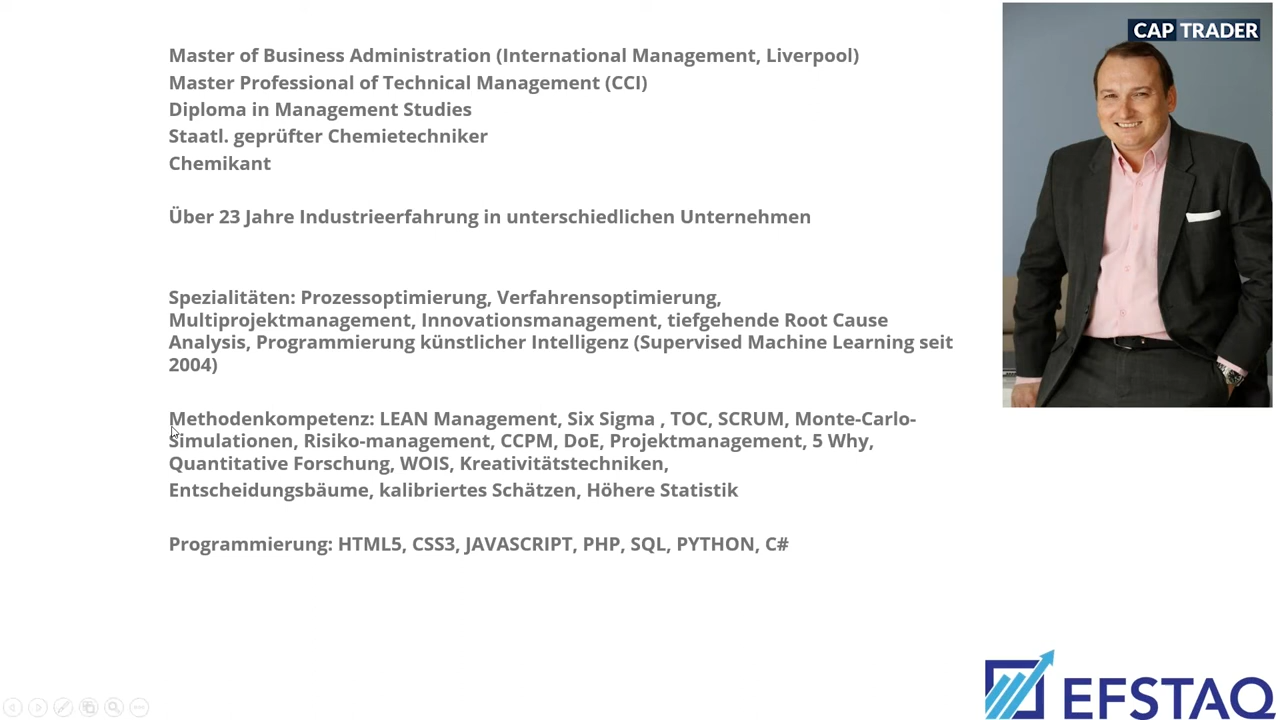 CAP TRADER
Master of Business Administration (International Management, Liverpool)
Master Professional of Technical Management (CCI)
Diploma in Management Studies
Staatl. geprüfter Chemietechniker
Chemikant
Über 23 Jahre Industrieerfahrung in unterschiedlichen Unternehmen
Spezialitäten: Prozessoptimierung, Verfahrensoptimierung,
Multiprojektmanagement, Innovationsmanagement, tiefgehende Root Cause
Analysis, Programmierung künstlicher Intelligenz (Supervised Machine Learning seit
2004)
Methodenkompetenz: LEAN Management, Six Sigma , TOC, SCRUM, Monte-Carlo-
Simulationen, Risiko-management, CCPM, DoE, Projektmanagement, 5 Why,
Quantitative Forschung, WOIS, Kreativitätstechniken,
Entscheidungsbäume, kalibriertes Schätzen, Höhere Statistik
Programmierung: HTML5, CSS3, JAVASCRIPT, PHP, SQL, PYTHON, C#
EFSTAQ